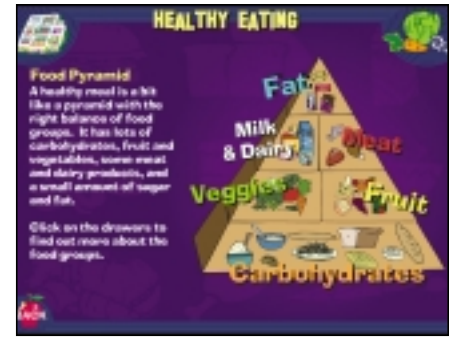 HEALTHY EATING
Food Pyramid
A healthy meal is a bit
like a pyramid with the
right balance of food
groups. It has lots of
carbohydrates, fruit and
vegetables, some meat
and dairy products, and
a small amount of sugar
and fat.
Click on the drawers to
find out more about the
food groups.
Fat
Milk
& Dairy
Meat
Veggies
Fruit
Carbohydrates